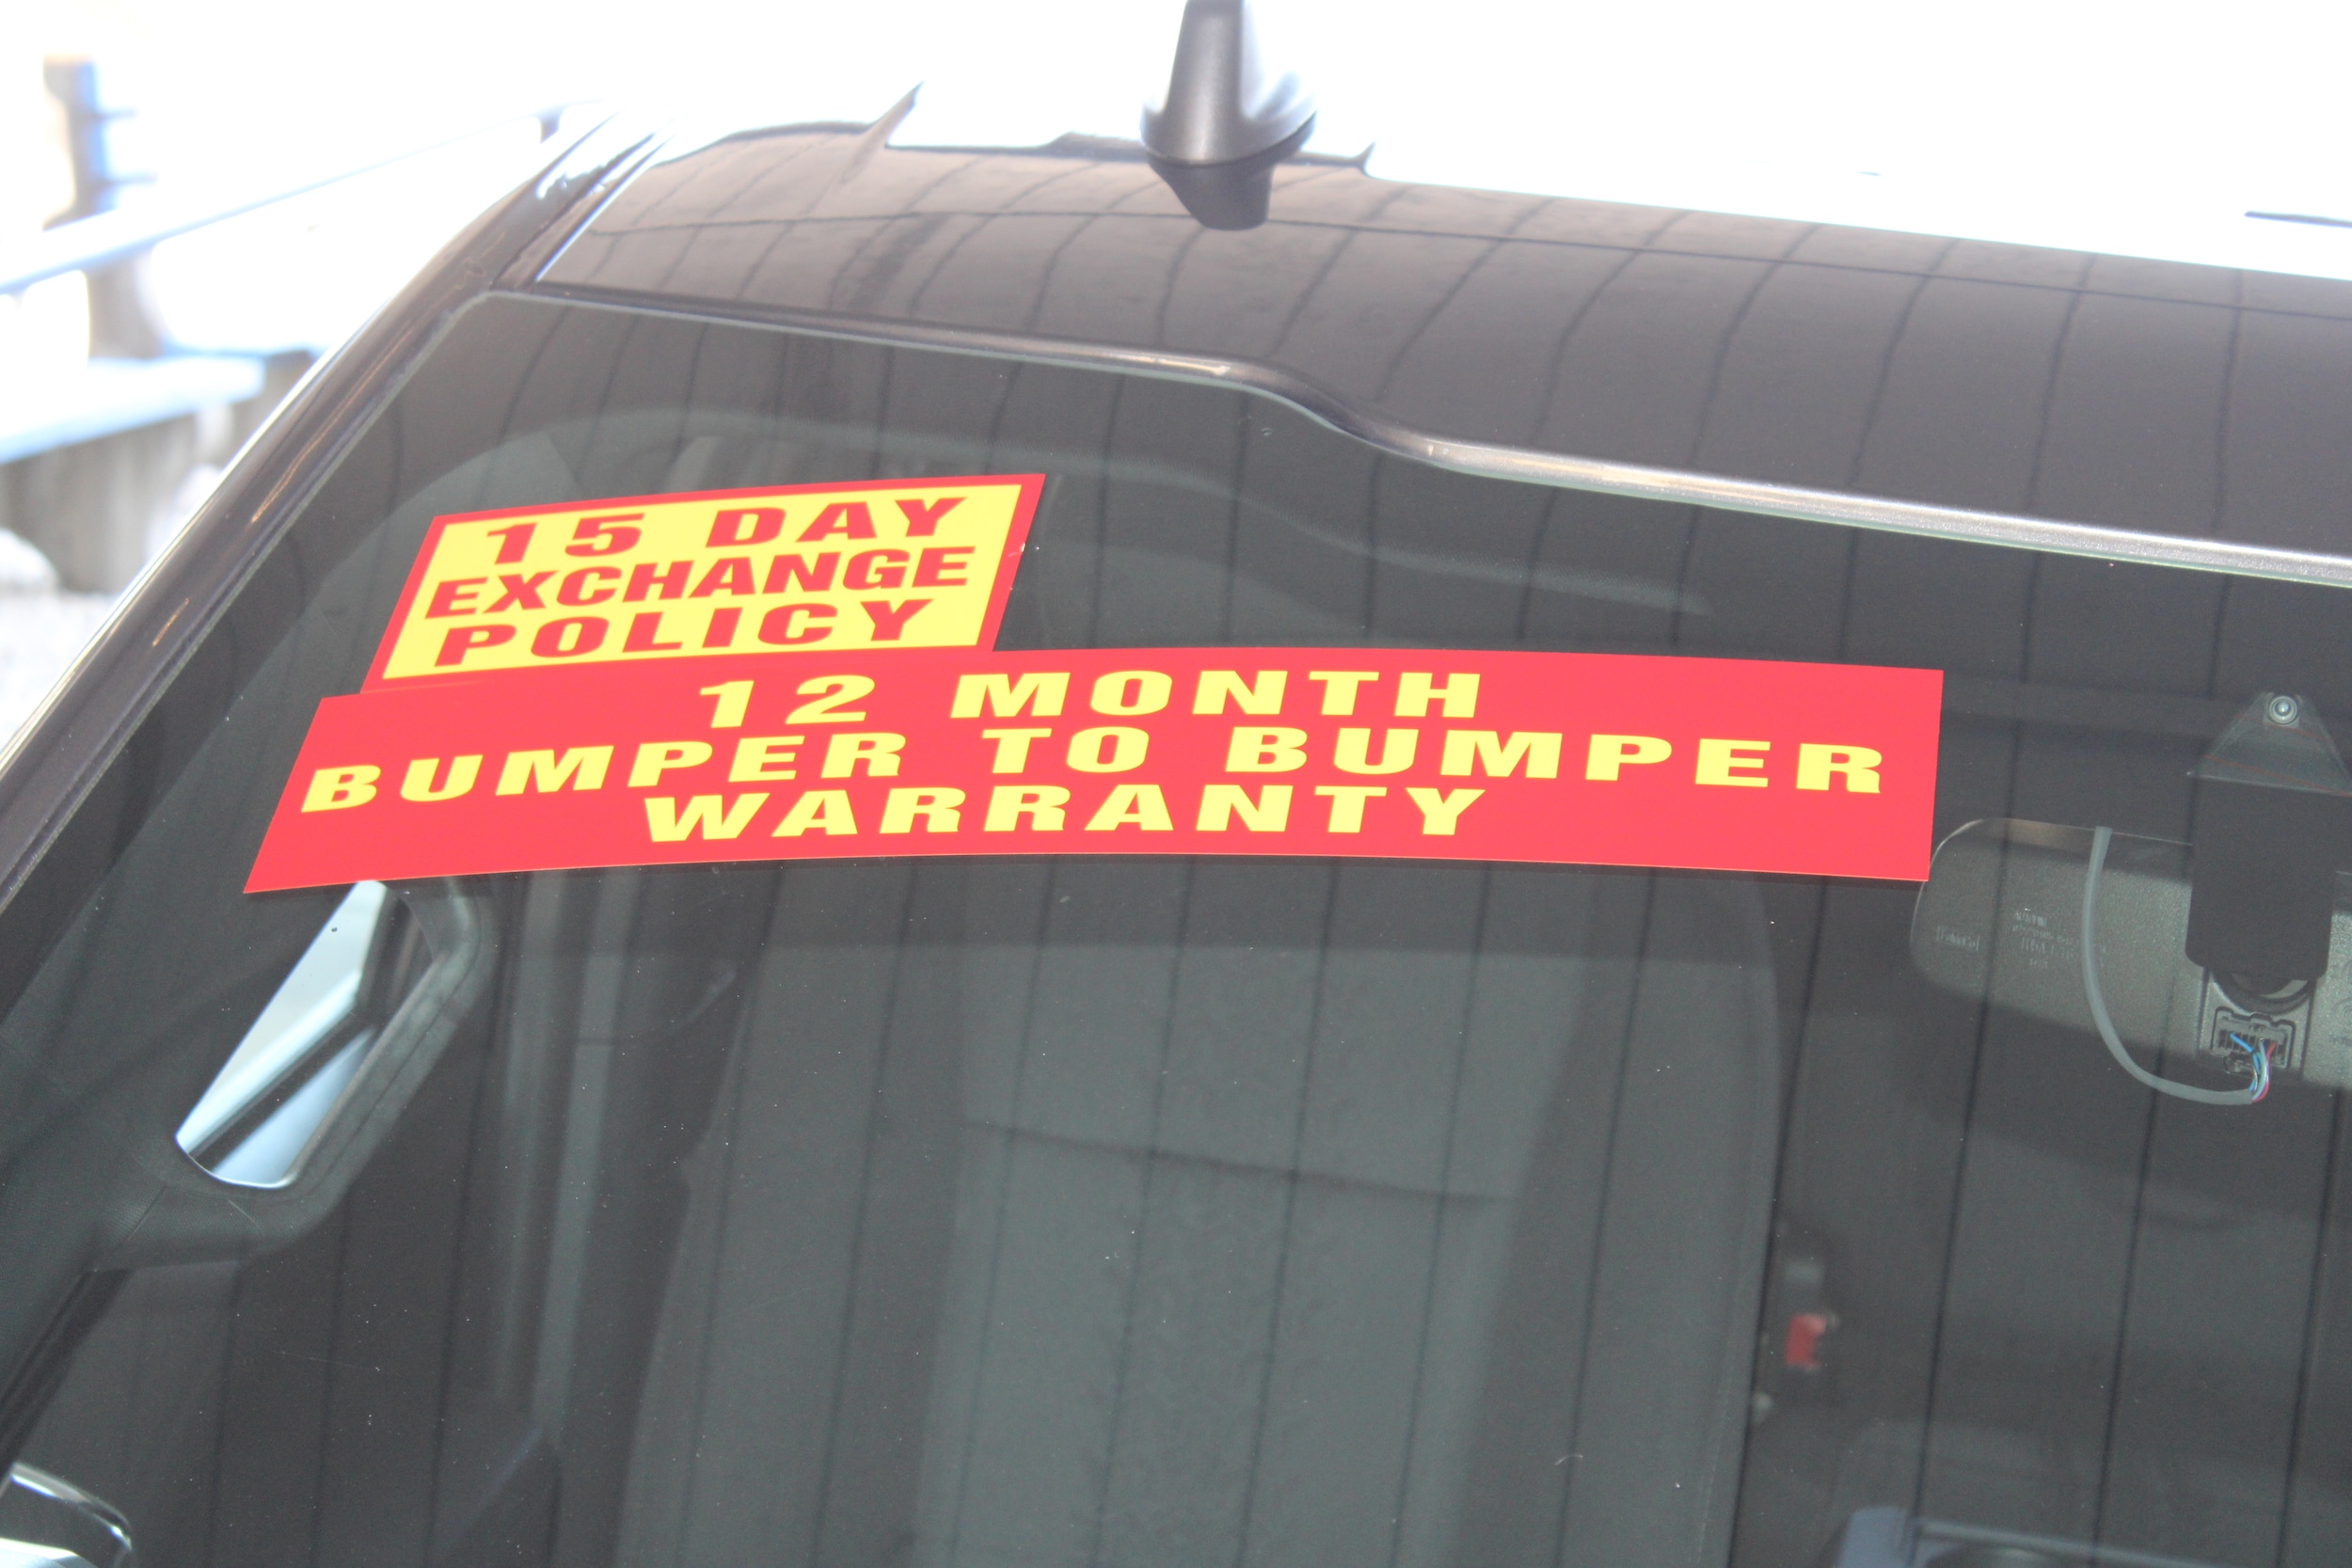 15 DAY
EXCHANGE
POLICY
12 MONTH
BUMPER TO BUMPER
WARRANTY